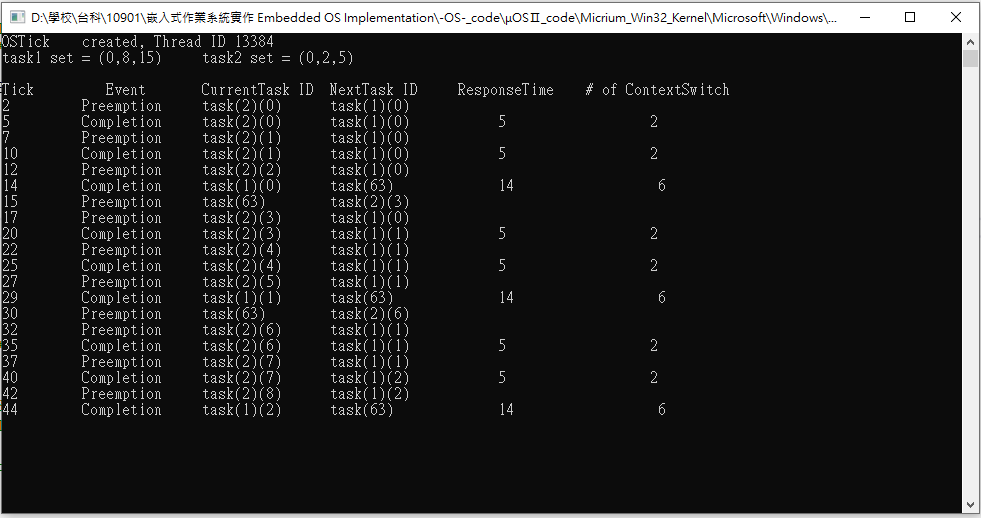 D:\學校\台科\10901\嵌入式作業系統實作 Embedded OS Implementation\-OS-_code\μOSII_code\Micrium_Win32_Kernel\Microsoft\Windows\...
OSTick created, Thread ID 13384
task1 set = (0,8,15) task2 set = (0,2,5)
Tick Event CurrentTask ID NextTask ID ResponseTime # of ContextSwitch
2 Preemption task(2)(0) task(1)(0)
5 Completion task(2)(0) task(1)(0) 5 2
7 Preemption task(2)(1) task(1)(0)
10 Completion task(2)(1) task(1)(0) 5 2
12 Preemption task(2)(2) task(1)(0)
14 Completion task(1)(0) next(63) 14 6
15 Preemption task(63) task(2)(3)
17 Preemption task(2)(3) task(1)(0)
20 Completion task(2)(3) task(1)(1) 5 2
22 Preemption task(2)(4) task(1)(1)
25 Completion task(2)(4) task(1)(1) 5 2
27 Preemption task(2)(5) task(1)(1)
29 Completion task(1)(1) task(63) 14 6
30 Preemption task(63) task(2)(6)
32 Preemption task(2)(6) task(1)(1)
35 Completion task(2)(6) task(1)(1) 5 2
37 Preemption task(2)(7) task(1)(1)
40 Completion task(2)(7) task(1)(2) 5 2
42 Preemption task(2)(8) task(1)(2)
44 Completion task(1)(2) task(63) 14 6